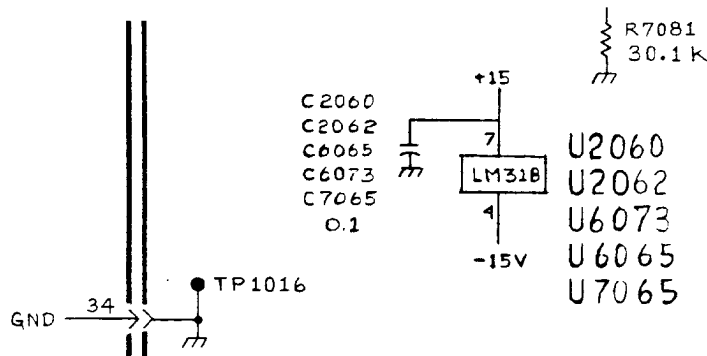 R7081
30.1K
+15
C2060
C2062
C6065
C6073
C7065
0.1
7
LM318
4
-15V
U2060
U2062
U6073
U6065
U7065
TP1016
GND
34